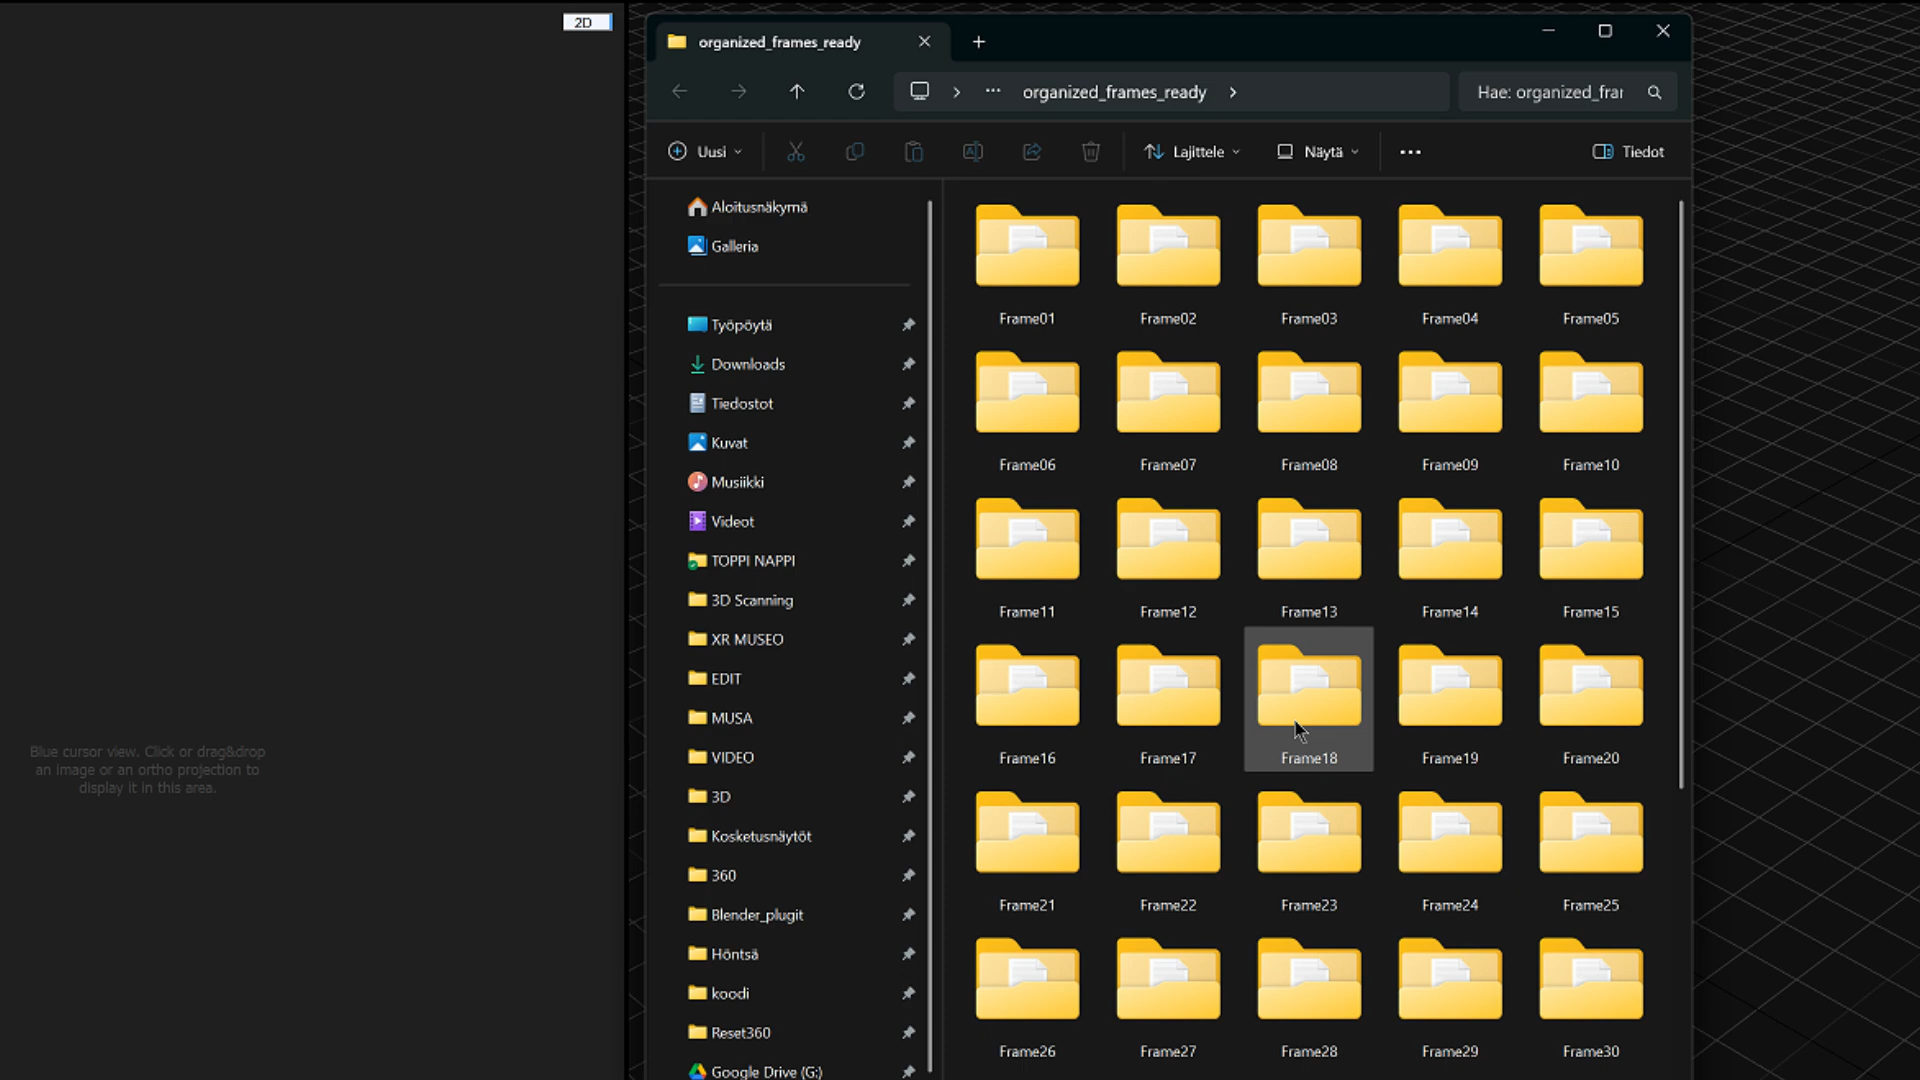 2D
organized_frames_ready
organized_frames_ready
Hae: organized_frar
Uusi
Lajittele
Näytä
Tiedot
Aloitusnäkymä
Galleria
Työpöytä
Downloads
Tiedostot
Kuvat
Musiikki
Videot
TOPPI NAPPI
3D Scanning
XR MUSEO
EDIT
MUSA
VIDEO
3D
Kosketusnäytöt
360
Blender_plugit
Höntsä
koodi
Reset360
Google Drive (G:)
Frame01 Frame02 Frame03 Frame04 Frame05
Frame06 Frame07 Frame08 Frame09 Frame10
Frame11 Frame12 Frame13 Frame14 Frame15
Frame16 Frame17 Frame18 Frame19 Frame20
Frame21 Frame22 Frame23 Frame24 Frame25
Frame26 Frame27 Frame28 Frame29 Frame30
Blue cursor view. Click or drag&drop
an image or an ortho projection to
display it in this area.